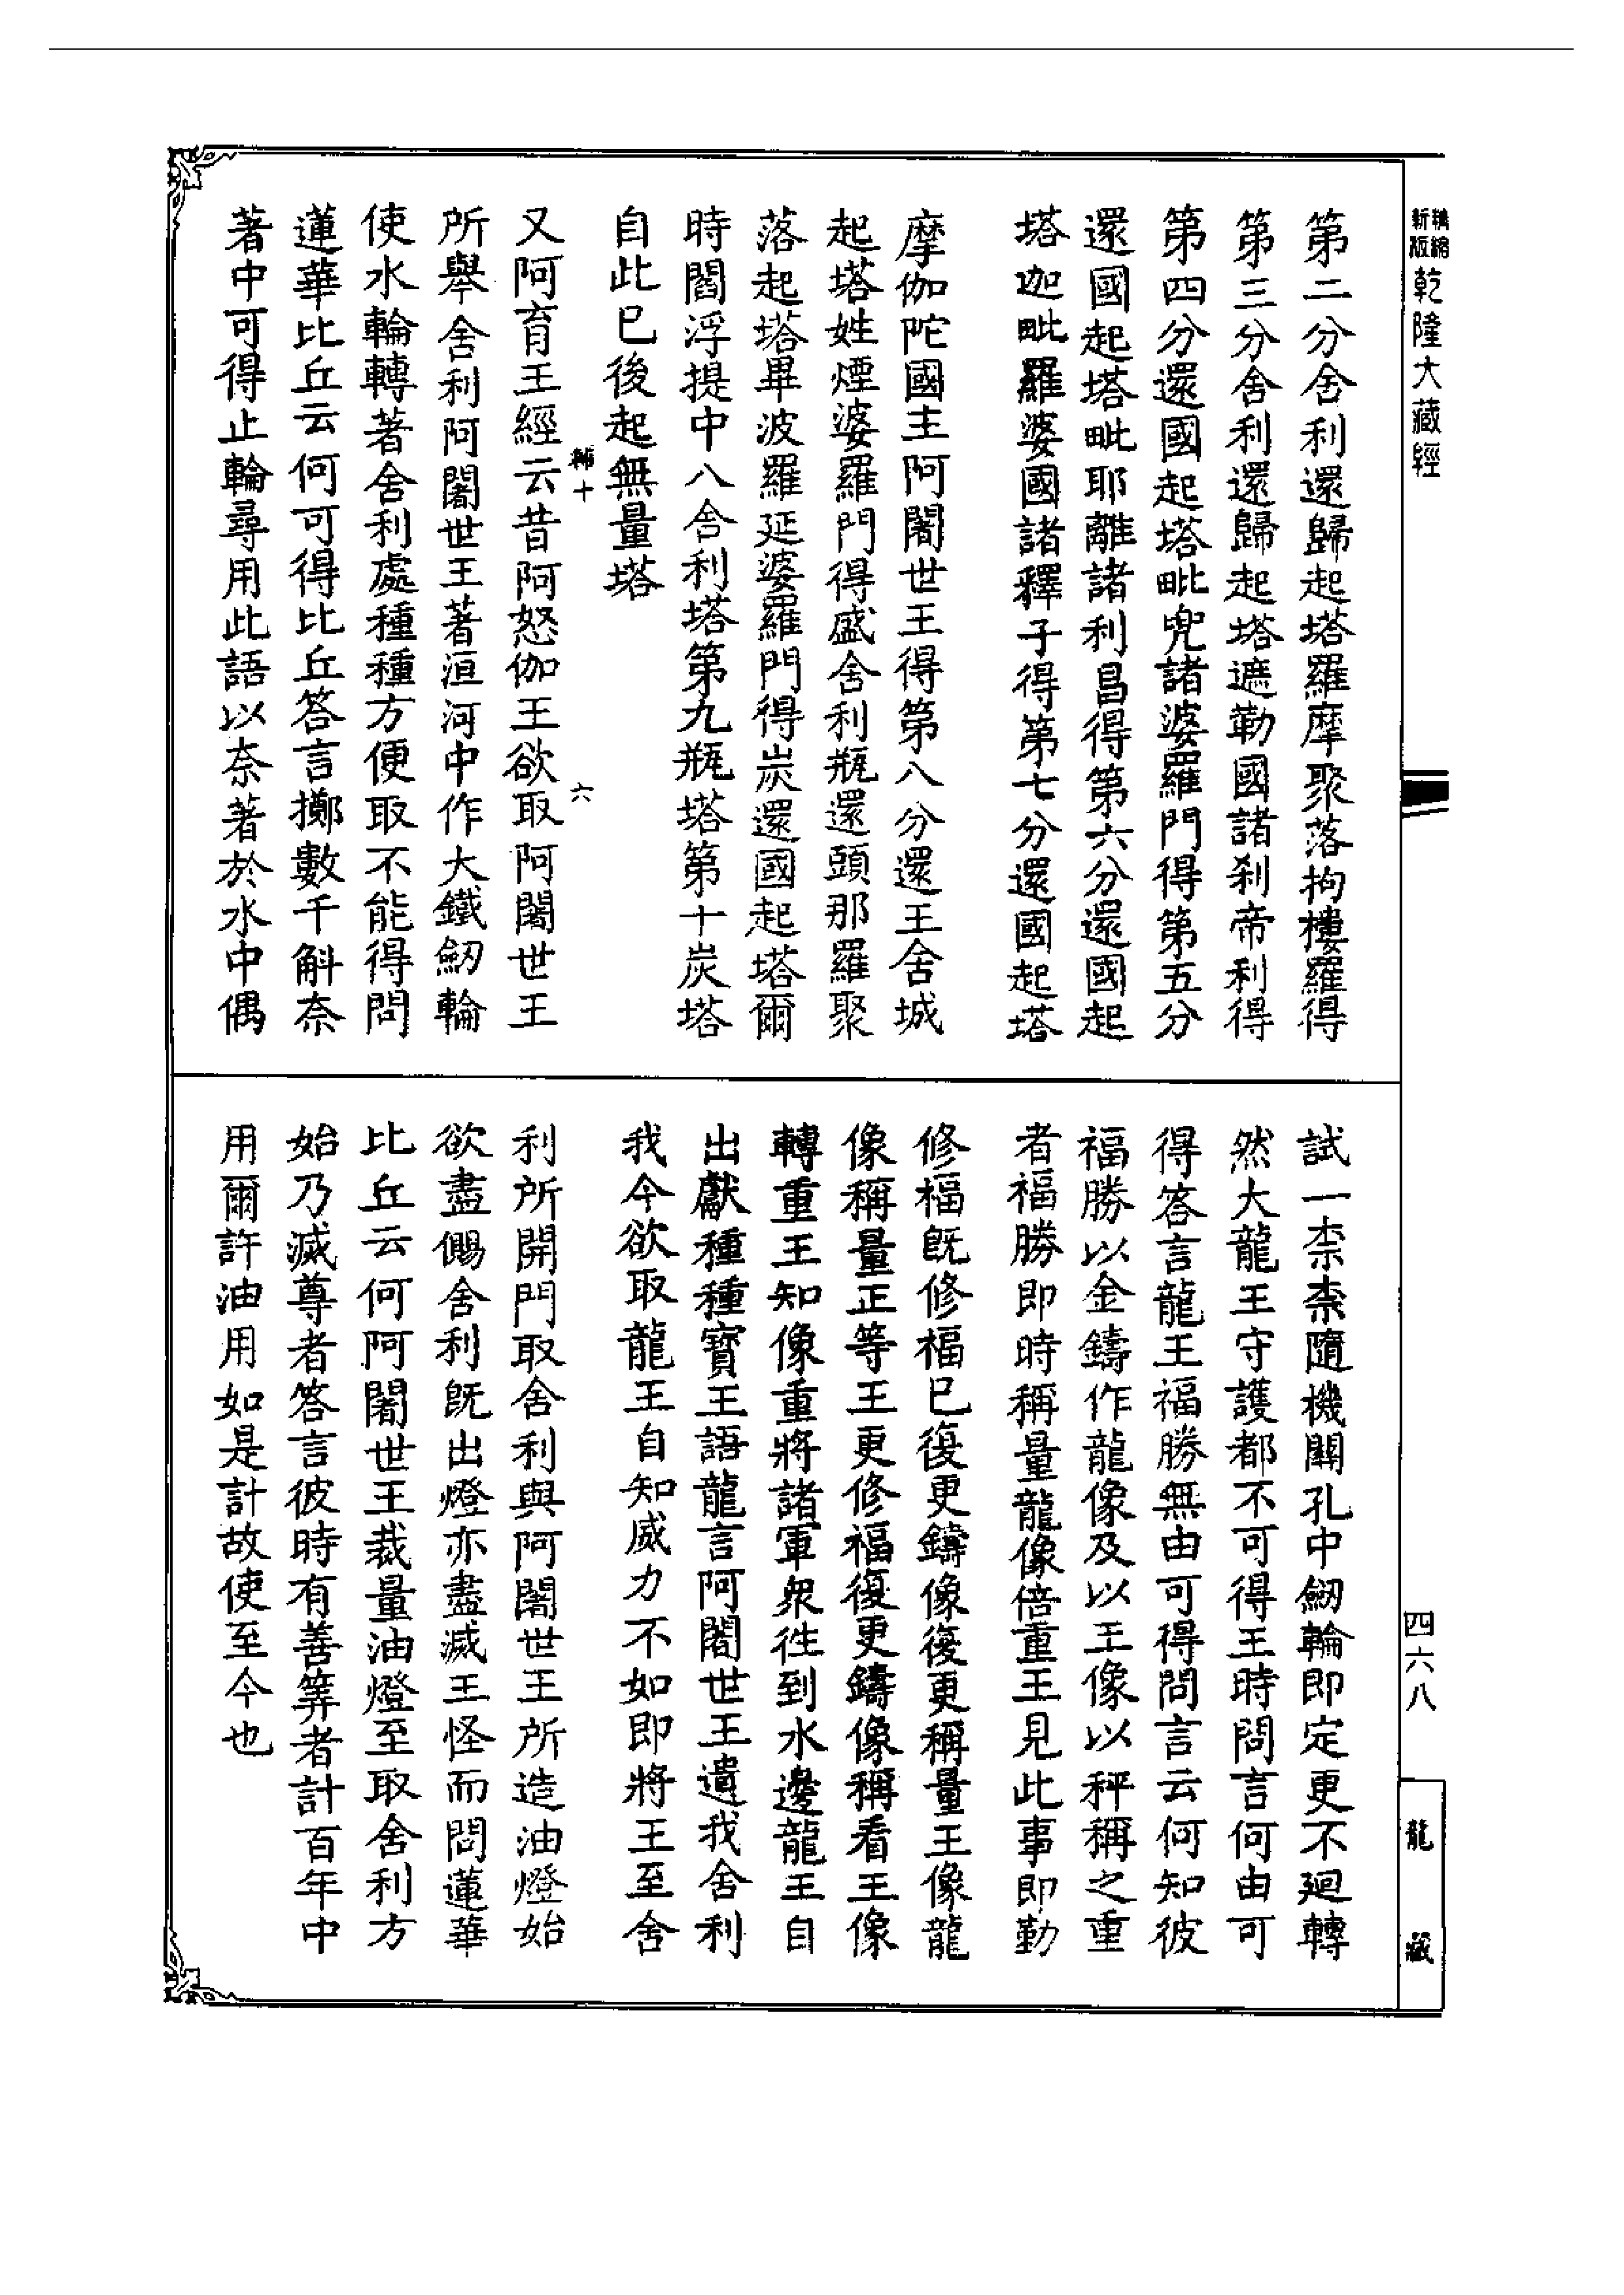 精縮
新版
乾隆大藏經
第二分舍利還歸起塔羅摩聚落拘樓羅得
第三分舍利還歸起塔遮勒國諸刹帝利得
第四分還國起塔毗兜諸婆羅門得第五分
還國起塔毗耶離諸利昌得第六分還國起
塔迦毗羅婆國諸釋子得第七分還國起塔
摩伽陀國主阿闍世王得第八分還王舍城
起塔姓煙婆羅門得盛舍利瓶還頭那羅聚
落起塔畢波羅延婆羅門得炭還國起塔爾
時閻浮提中八舍利塔第九瓶塔第十炭塔
自此已後起無量塔
輔十　六
又阿育王經云昔阿怒伽王欲取阿闍世王
所舉舍利阿闍世王著洹河中作大鐵劒輪
使水輪轉著舍利處種種方便取不能得問
蓮華比丘云何可得比丘答言擲數千斛柰
著中可得止輪尋用此語以柰著於水中偶
試一柰柰隨機關孔中劒輪即定更不廻轉
然大龍王守護都不可得王時問言何由可
得答言龍王福勝無由可得問言云何知彼
福勝以金鑄作龍像及以王像以秤稱之重
者福勝即時稱量龍像倍重王見此事即勤
修福旣修福已復更鑄像復更稱量王像龍
像稱量正等王更修福復更鑄像稱看王像
轉重王知像重將諸軍衆徃到水邊龍王自
出獻種種寶王語龍言阿闍世王遺我舍利
我今欲取龍王自知威力不如即將王至舍
利所開門取舍利與阿闍世王所造油燈始
欲盡賜舍利旣出燈亦盡滅王怪而問蓮華
比丘云何阿闍世王裁量油燈至取舍利方
始乃滅尊者答言彼時有善筭者計百年中
用爾許油用如是計故使至今也
四六八
龍藏